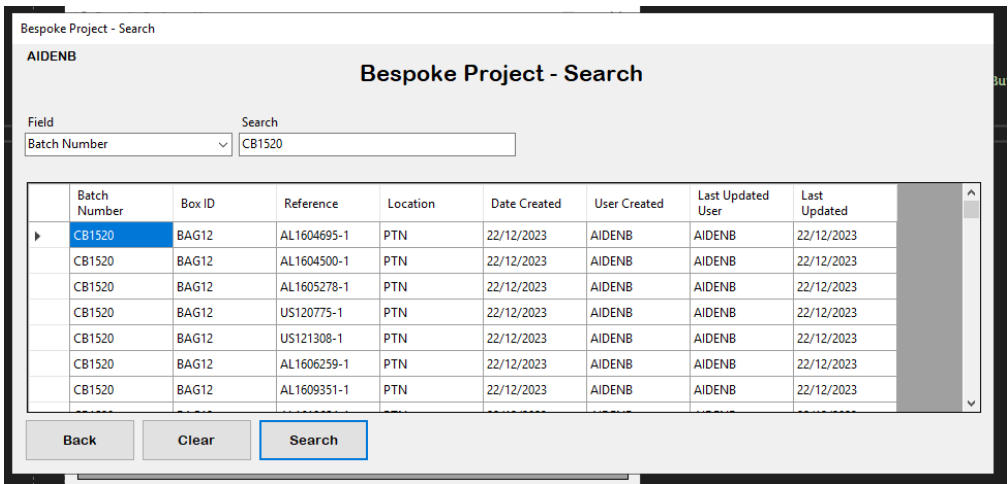 Bespoke Project - Search
AIDENB
Bespoke Project - Search
But
Field Search
Batch Number CB1520
Batch Number Box ID Reference Location Date Created User Created Last Updated User Last Updated
CB1520 BAG12 AL1604695-1 PTN 22/12/2023 AIDENB AIDENB 22/12/2023
CB1520 BAG12 AL1604500-1 PTN 22/12/2023 AIDENB AIDENB 22/12/2023
CB1520 BAG12 AL1605278-1 PTN 22/12/2023 AIDENB AIDENB 22/12/2023
CB1520 BAG12 US120775-1 PTN 22/12/2023 AIDENB AIDENB 22/12/2023
CB1520 BAG12 US121308-1 PTN 22/12/2023 AIDENB AIDENB 22/12/2023
CB1520 BAG12 AL1606259-1 PTN 22/12/2023 AIDENB AIDENB 22/12/2023
CB1520 BAG12 AL1609351-1 PTN 22/12/2023 AIDENB AIDENB 22/12/2023
Back Clear Search